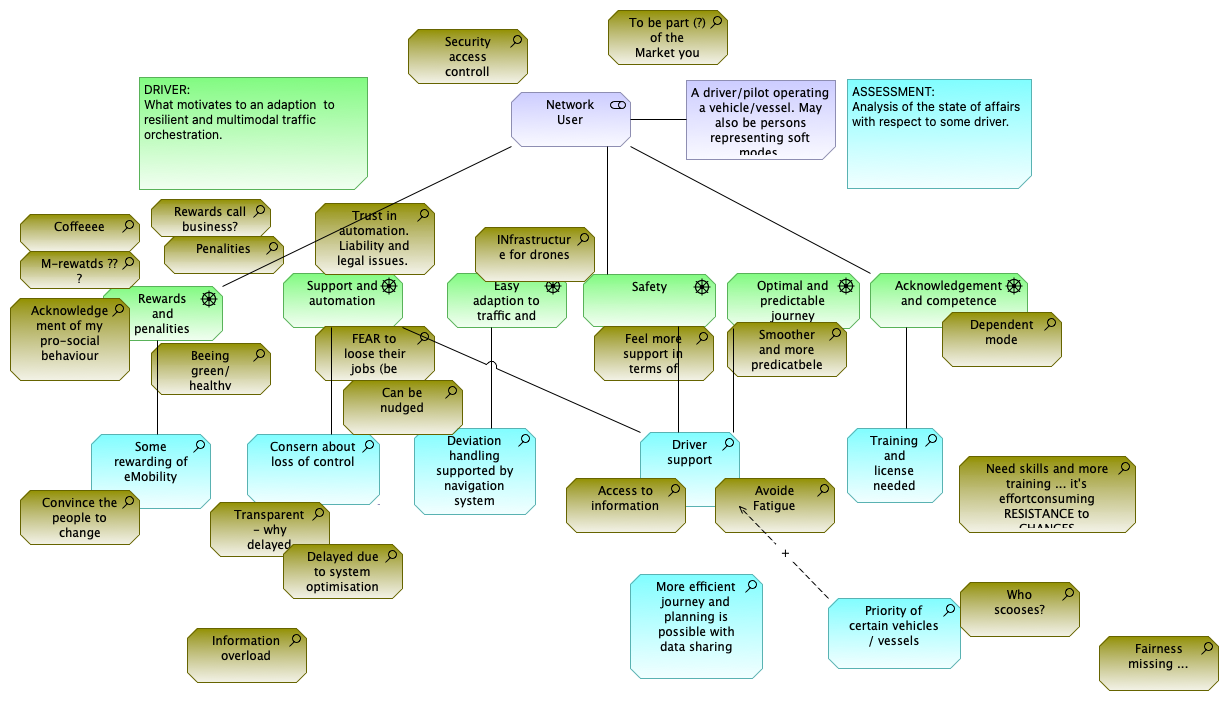 To be part (?)
of the
Market you
Security
access
controll
DRIVER:
What motivates to an adaption  to
resilient and multimodal traffic
orchestration.
Network
User
A driver/pilot operating
a vehicle/vessel. May
also be persons
representing soft
modes
ASSESSMENT:
Analysis of the state of affairs
with respect to some driver.
Coffeeee
Rewards call
business?
Penalities
M-rewatds ??
?
Trust in
automation.
Liability and
legal issues.
INfrastructur
e for drones
Rewards
and
penalities
Support and
automation
Easy
adaption to
traffic and
Safety
Optimal and
predictable
journey
Acknowledgement
and competence
Acknowledge
ment of my
pro-social
behaviour
Beeing
green/
healthy
FEAR to
loose their
jobs (be
Can be
nudged
Feel more
support in
terms of
Smoother
and more
predicatbele
Dependent
mode
Some
rewarding of
eMobility
Consern about
loss of control
Deviation
handling
supported by
navigation
system
Driver
support
Training
and
license
needed
Need skills and more
training ... it's
effortconsuming
RESISTANCE to
CHANGES
Convince the
people to
change
Transparent
- why
delayed
Delayed due
to system
optimisation
Access to
information
Avoide
Fatigue
+
More efficient
journey and
planning is
possible with
data sharing
Priority of
certain vehicles
/ vessels
Who
scooses?
Information
overload
Fairness
missing ...